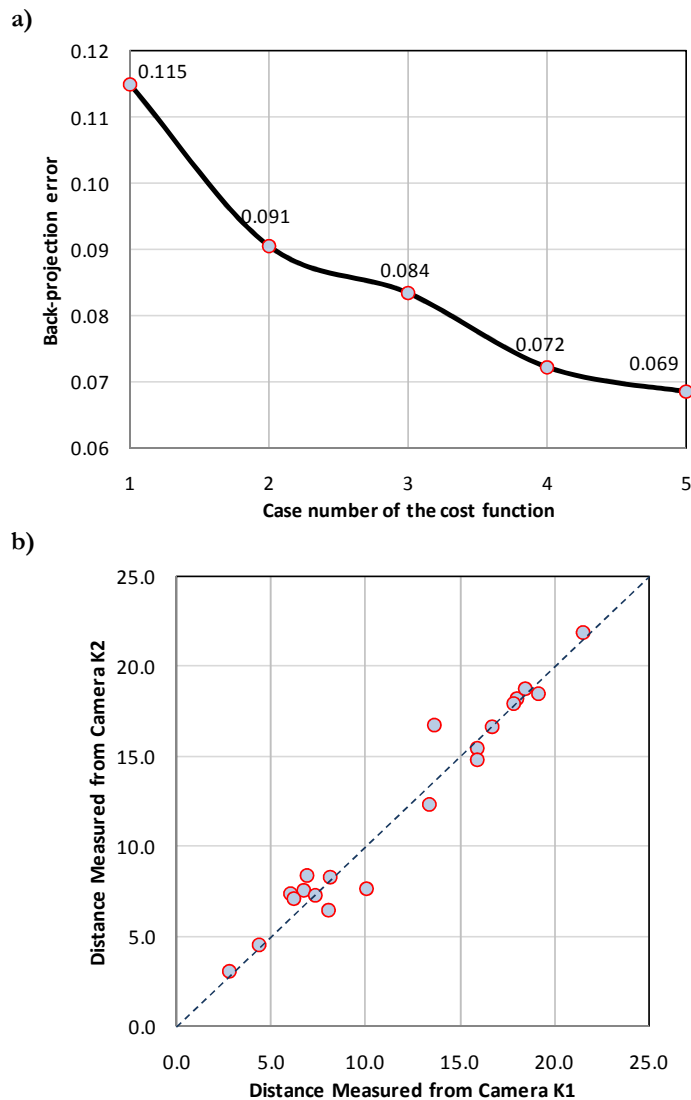 a)
0.12
0.11
0.10
0.09
0.08
0.07
0.06
Back-projection error
0.115
0.091
0.084
0.072
0.069
1 2 3 4 5
Case number of the cost function
b)
25.0
20.0
15.0
10.0
5.0
0.0
Distance Measured from Camera K2
0.0 5.0 10.0 15.0 20.0 25.0
Distance Measured from Camera K1